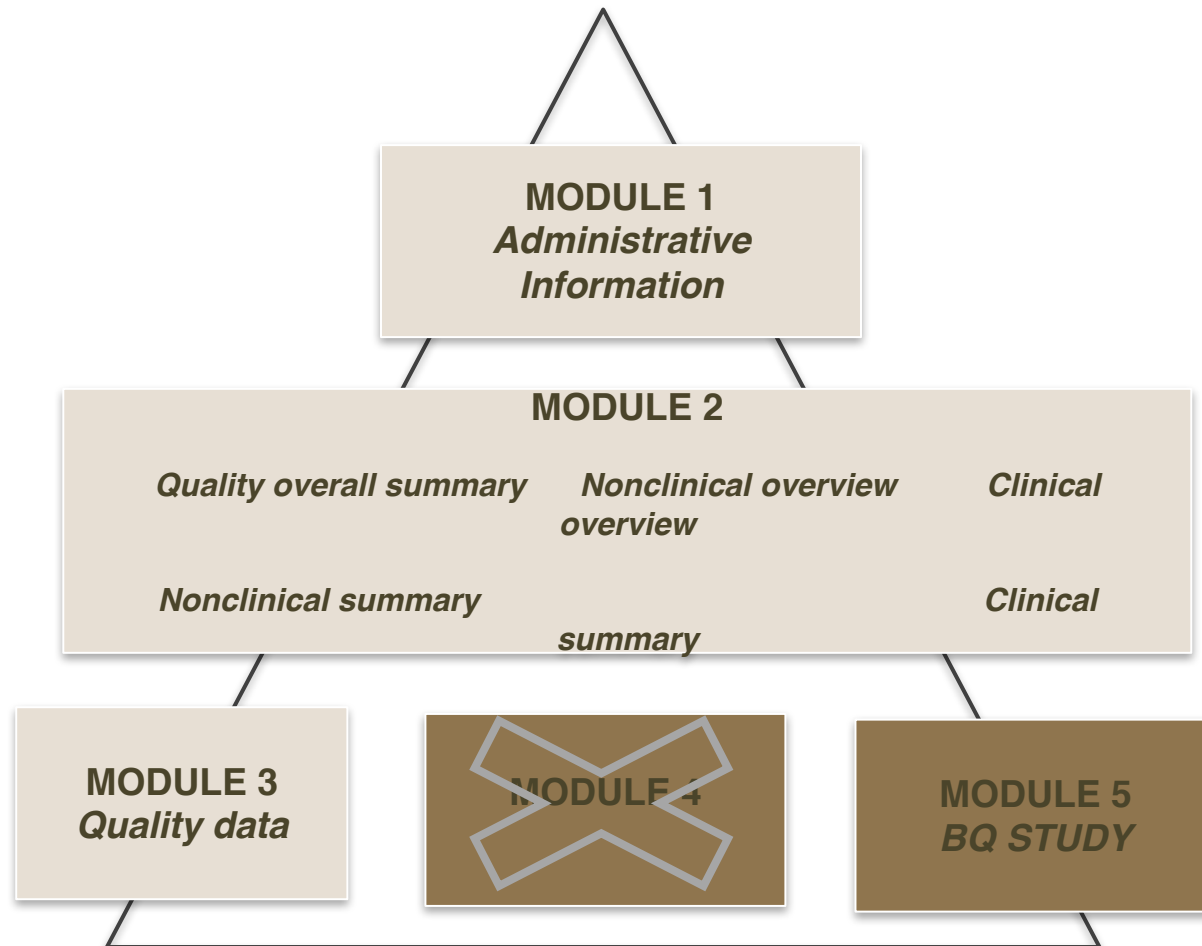 MODULE 1
Administrative
Information
MODULE 2
Quality overall summary Nonclinical overview Clinical
overview
Nonclinical summary Clinical
summary
MODULE 3
Quality data
MODULE 4
MODULE 5
BQ STUDY